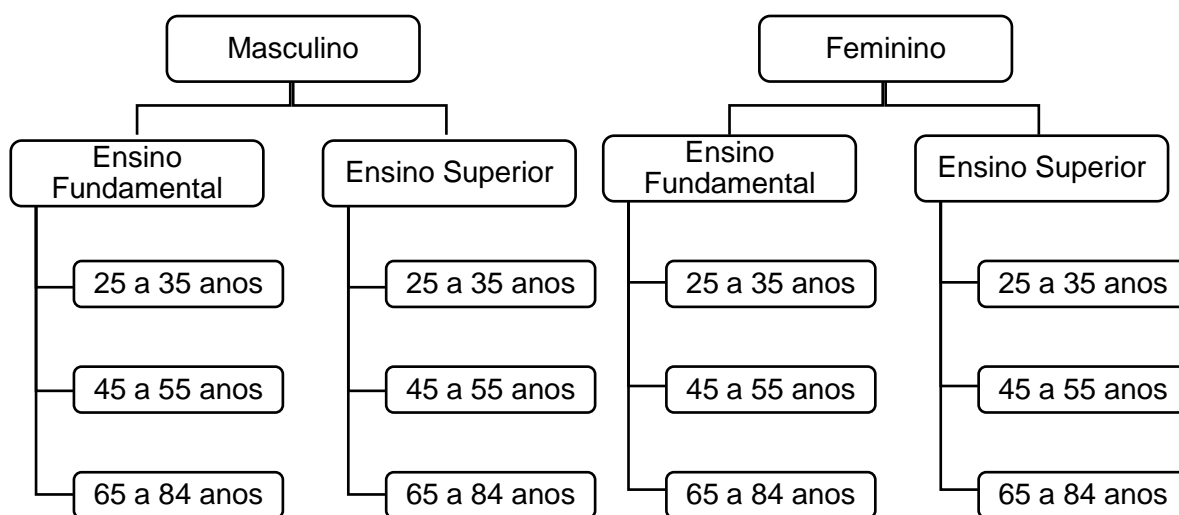 Masculino
Feminino
Ensino
Fundamental
Ensino Superior
Ensino
Fundamental
Ensino Superior
25 a 35 anos
25 a 35 anos
25 a 35 anos
25 a 35 anos
45 a 55 anos
45 a 55 anos
45 a 55 anos
45 a 55 anos
65 a 84 anos
65 a 84 anos
65 a 84 anos
65 a 84 anos